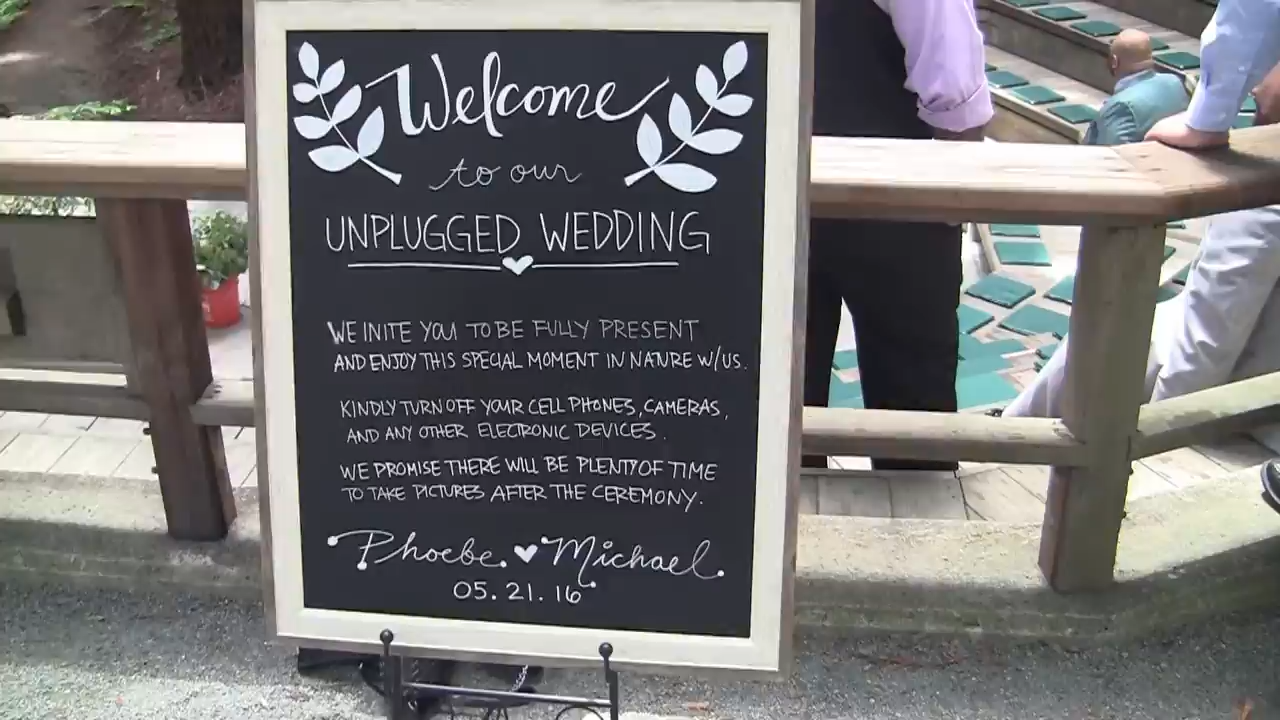 Welcome
to our
UNPLUGGED WEDDING
WE INITE YOU TO BE FULLY PRESENT
AND ENJOY THIS SPECIAL MOMENT IN NATURE W/US.
KINDLY TURN OFF YOUR CELL PHONES, CAMERAS,
AND ANY OTHER ELECTRONIC DEVICES.
WE PROMISE THERE WILL BE PLENTY OF TIME
TO TAKE PICTURES AFTER THE CEREMONY.
Phoebe ♥ Michael
05.21.16